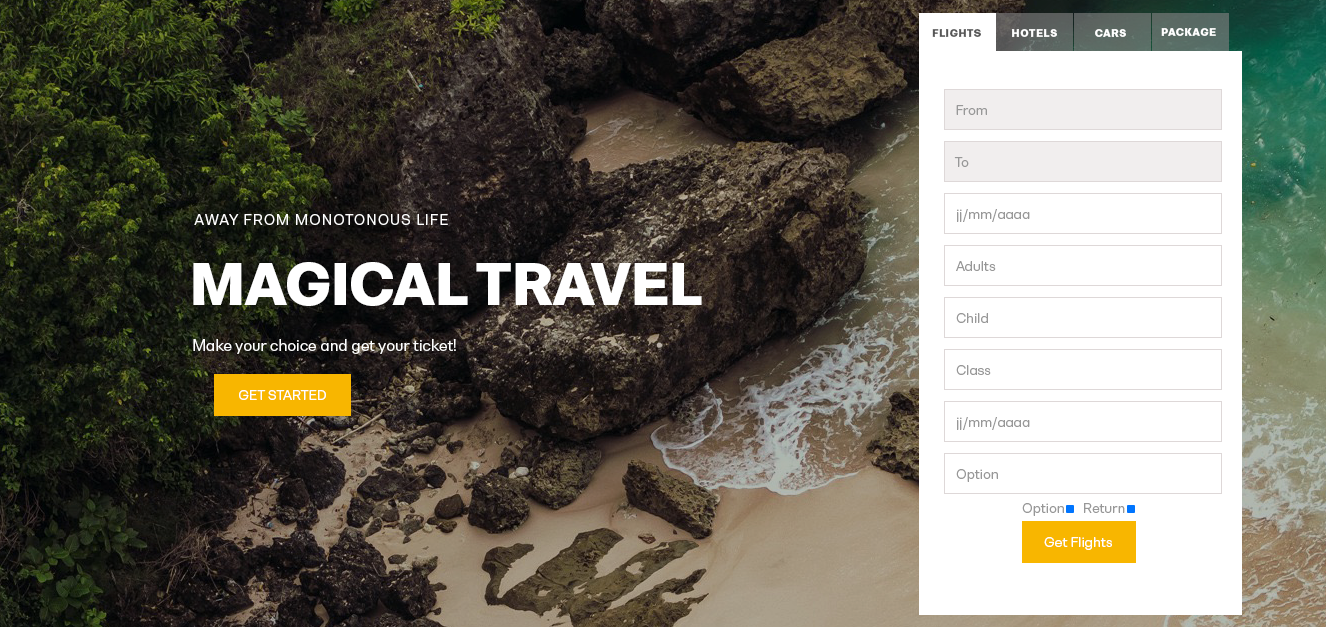 FLIGHTS HOTELS CARS PACKAGE
AWAY FROM MONOTONOUS LIFE
MAGICAL TRAVEL
Make your choice and get your ticket!
GET STARTED
From
To
jj/mm/aaaa
Adults
Child
Class
jj/mm/aaaa
Option
Option Return
Get Flights